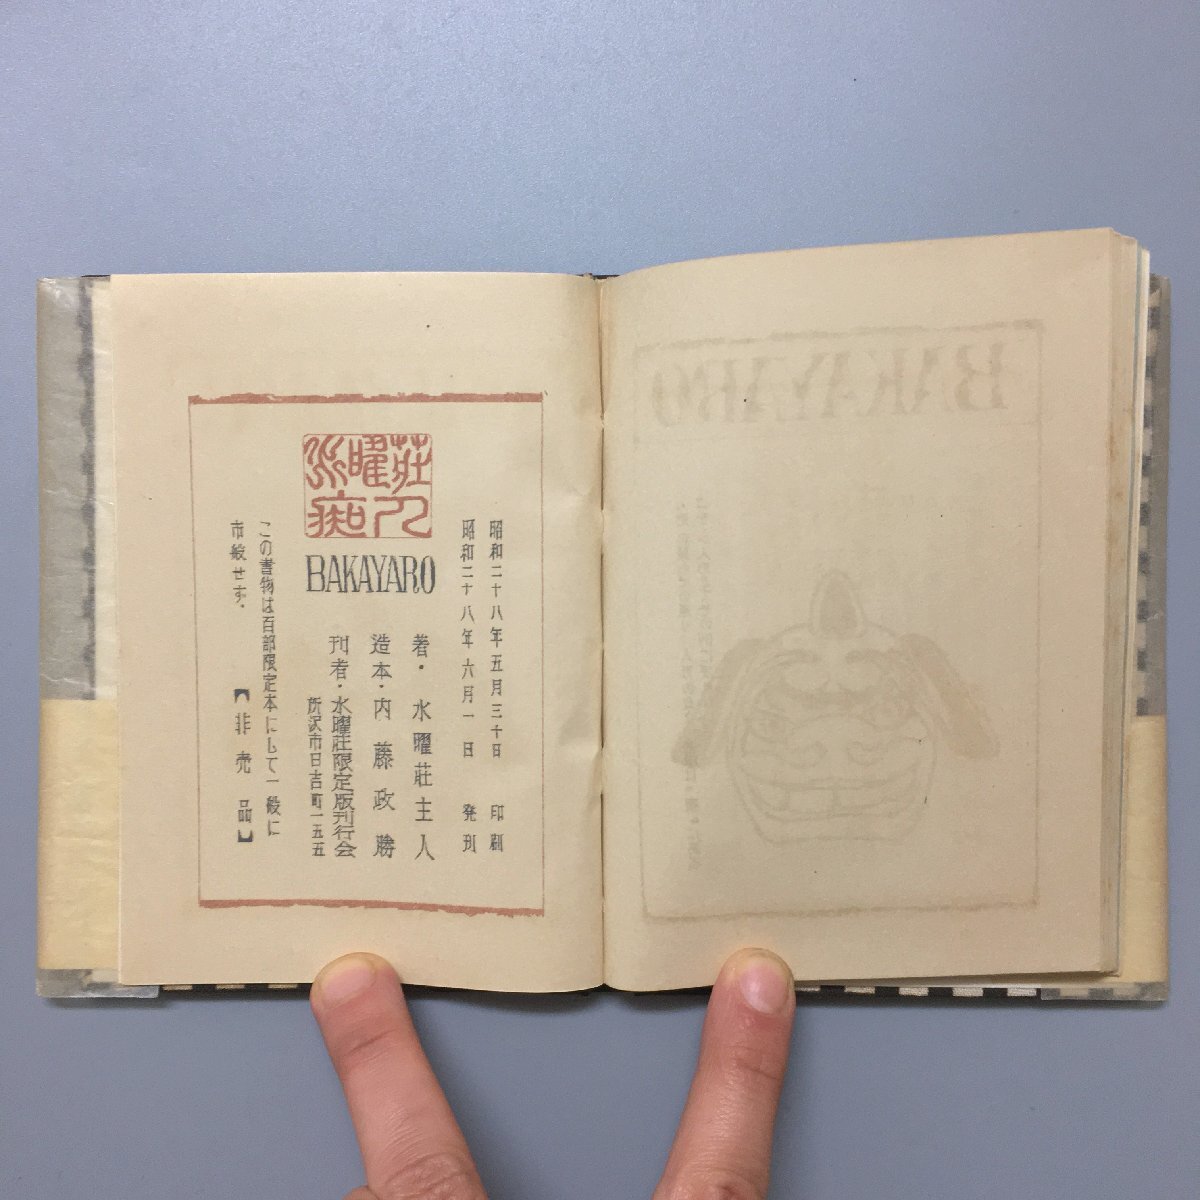 水曜荘
痴人
BAKAYARO
昭和二十八年五月三十日 印刷
昭和二十八年六月一日 発刊
著・水曜荘主人
造本・内藤政勝
刊者・水曜荘限定版刊行会
所沢市日吉町一五五
この書物は百部限定本にして一般に
市販せず。【非売品】
BAKAYARO